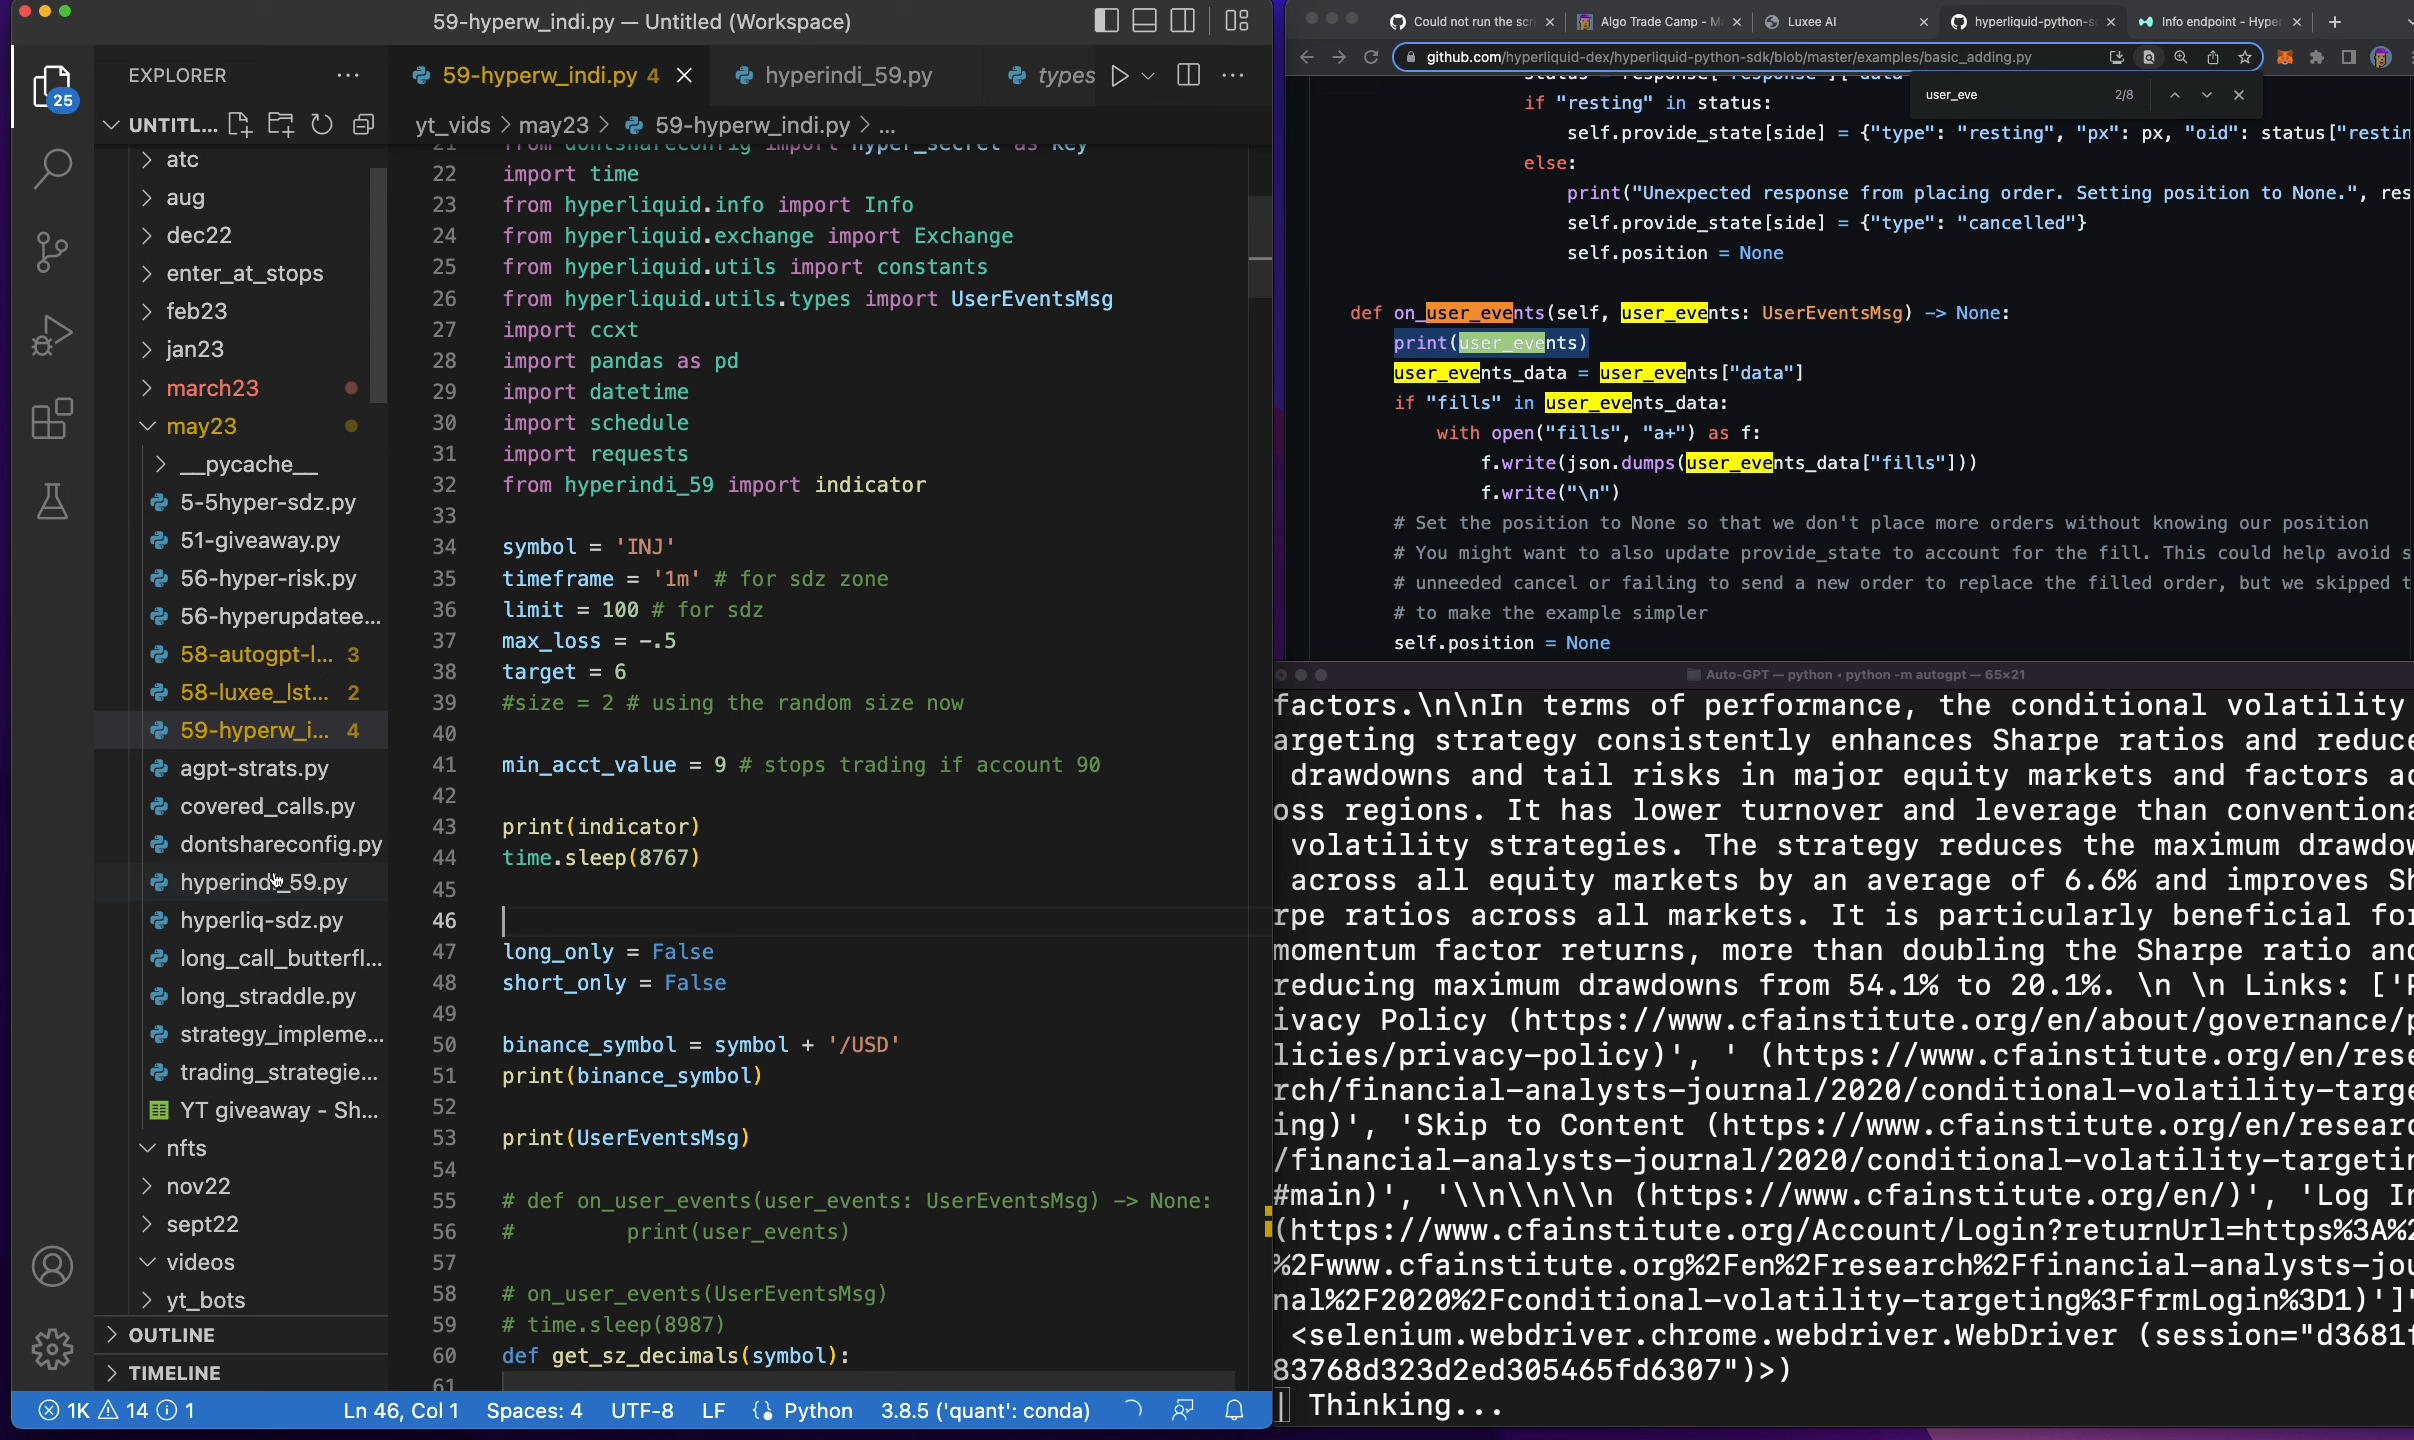 59-hyperw_indi.py — Untitled (Workspace)
EXPLORER
25
UNTITL...
atc
aug
dec22
enter_at_stops
feb23
jan23
march23
may23
__pycache__
5-5hyper-sdz.py
51-giveaway.py
56-hyper-risk.py
56-hyperupdatee...
58-autogpt-l... 3
58-luxee_lst... 2
59-hyperw_i... 4
agpt-strats.py
covered_calls.py
dontshareconfig.py
hyperindi_59.py
hyperliq-sdz.py
long_call_butterfl...
long_straddle.py
strategy_impleme...
trading_strategie...
YT giveaway - Sh...
nfts
nov22
sept22
videos
yt_bots
OUTLINE
TIMELINE
59-hyperw_indi.py 4
hyperindi_59.py
types
yt_vids > may23 > 59-hyperw_indi.py > ...
21 from dontshareconfig import hyper_secret as key
22 import time
23 from hyperliquid.info import Info
24 from hyperliquid.exchange import Exchange
25 from hyperliquid.utils import constants
26 from hyperliquid.utils.types import UserEventsMsg
27 import ccxt
28 import pandas as pd
29 import datetime
30 import schedule
31 import requests
32 from hyperindi_59 import indicator
33
34 symbol = 'INJ'
35 timeframe = '1m' # for sdz zone
36 limit = 100 # for sdz
37 max_loss = -.5
38 target = 6
39 #size = 2 # using the random size now
40
41 min_acct_value = 9 # stops trading if account 90
42
43 print(indicator)
44 time.sleep(8767)
45
46
47 long_only = False
48 short_only = False
49
50 binance_symbol = symbol + '/USD'
51 print(binance_symbol)
52
53 print(UserEventsMsg)
54
55 # def on_user_events(user_events: UserEventsMsg) -> None:
56 #         print(user_events)
57
58 # on_user_events(UserEventsMsg)
59 # time.sleep(8987)
60 def get_sz_decimals(symbol):
61
1K 14 1 Ln 46, Col 1 Spaces: 4 UTF-8 LF Python 3.8.5 ('quant': conda)
Could not run the scri
Algo Trade Camp - M
Luxee AI
hyperliquid-python-s
Info endpoint - Hyper
github.com/hyperliquid-dex/hyperliquid-python-sdk/blob/master/examples/basic_adding.py
user_eve 2/8
status = response["data"
if "resting" in status:
self.provide_state[side] = {"type": "resting", "px": px, "oid": status["restin
else:
print("Unexpected response from placing order. Setting position to None.", res
self.provide_state[side] = {"type": "cancelled"}
self.position = None
def on_user_events(self, user_events: UserEventsMsg) -> None:
print(user_events)
user_events_data = user_events["data"]
if "fills" in user_events_data:
with open("fills", "a+") as f:
f.write(json.dumps(user_events_data["fills"]))
f.write("\n")
# Set the position to None so that we don't place more orders without knowing our position
# You might want to also update provide_state to account for the fill. This could help avoid s
# unneeded cancel or failing to send a new order to replace the filled order, but we skipped t
# to make the example simpler
self.position = None
Auto-GPT — python ◂ python -m autogpt — 65×21
factors.\n\nIn terms of performance, the conditional volatility
argeting strategy consistently enhances Sharpe ratios and reduce
drawdowns and tail risks in major equity markets and factors ac
oss regions. It has lower turnover and leverage than conventiona
volatility strategies. The strategy reduces the maximum drawdow
across all equity markets by an average of 6.6% and improves Sh
rpe ratios across all markets. It is particularly beneficial for
momentum factor returns, more than doubling the Sharpe ratio and
reducing maximum drawdowns from 54.1% to 20.1%. \n \n Links: ['P
ivacy Policy (https://www.cfainstitute.org/en/about/governance/p
licies/privacy-policy)', ' (https://www.cfainstitute.org/en/rese
rch/financial-analysts-journal/2020/conditional-volatility-targe
ing)', 'Skip to Content (https://www.cfainstitute.org/en/researc
/financial-analysts-journal/2020/conditional-volatility-targetin
#main)', '\\n\\n\\n (https://www.cfainstitute.org/en/)', 'Log In
(https://www.cfainstitute.org/Account/Login?returnUrl=https%3A%2
%2Fwww.cfainstitute.org%2Fen%2Fresearch%2Ffinancial-analysts-jou
nal%2F2020%2Fconditional-volatility-targeting%3FfrmLogin%3D1)']"
<selenium.webdriver.chrome.webdriver.WebDriver (session="d3681f
83768d323d2ed305465fd6307")>)
| Thinking...